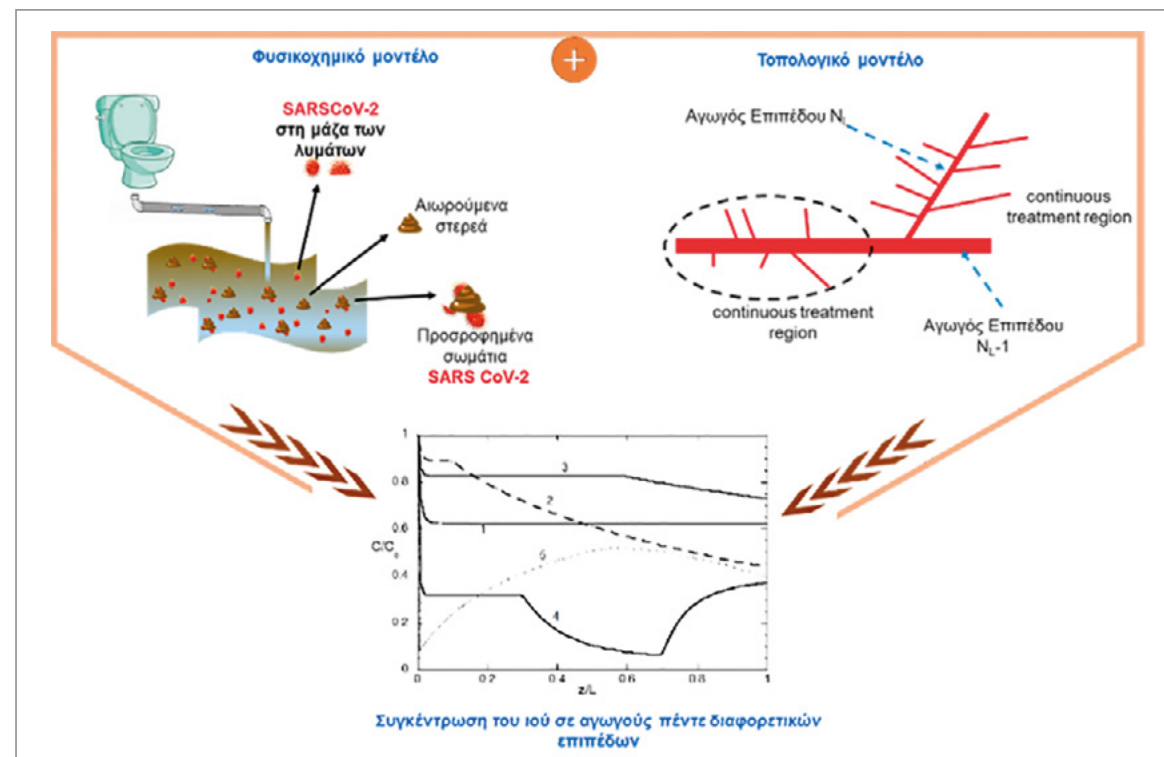 Φυσικοχημικό μοντέλο
+
Τοπολογικό μοντέλο
SARSCoV-2
στη μάζα των
λυμάτων
Αιωρούμενα
στερεά
Προσροφημένα
σωμάτια
SARS CoV-2
Αγωγός Επιπέδου NL
continuous
treatment region
continuous treatment
region
Αγωγός Επιπέδου
NL-1
1
0.8
0.6
C/Co
0.4
0.2
0
3
2
1
5
4
0
0.2
0.4
0.6
0.8
1
z/L
Συγκέντρωση του ιού σε αγωγούς πέντε διαφορετικών
επιπέδων